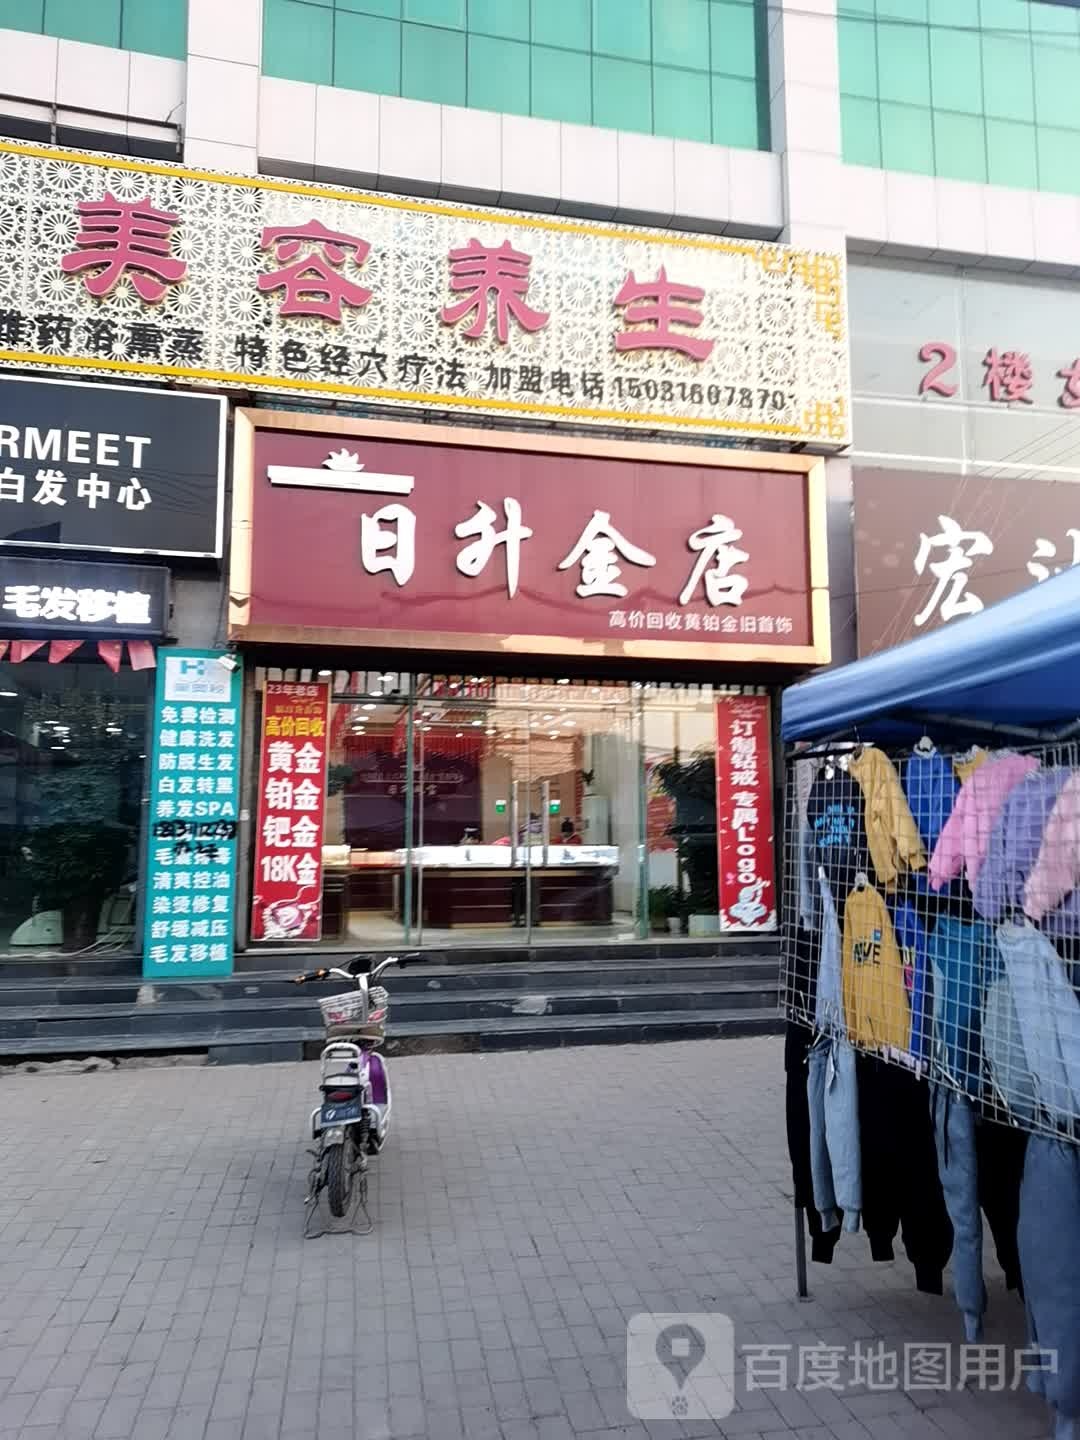 美容养生
药浴熏蒸 特色经穴疗法 加盟电话15081607870
RMEET
白发中心
毛发移植
日升金店
高价回收黄铂金旧首饰
2楼
宏
免费检测
健康洗发
防脱生发
白发转黑
养发SPA
清爽控油
染烫修复
舒缓减压
毛发移植
23年老店
高价回收
黄金
铂金
钯金
18K金
订制钻戒 专属Logo
百度地图用户